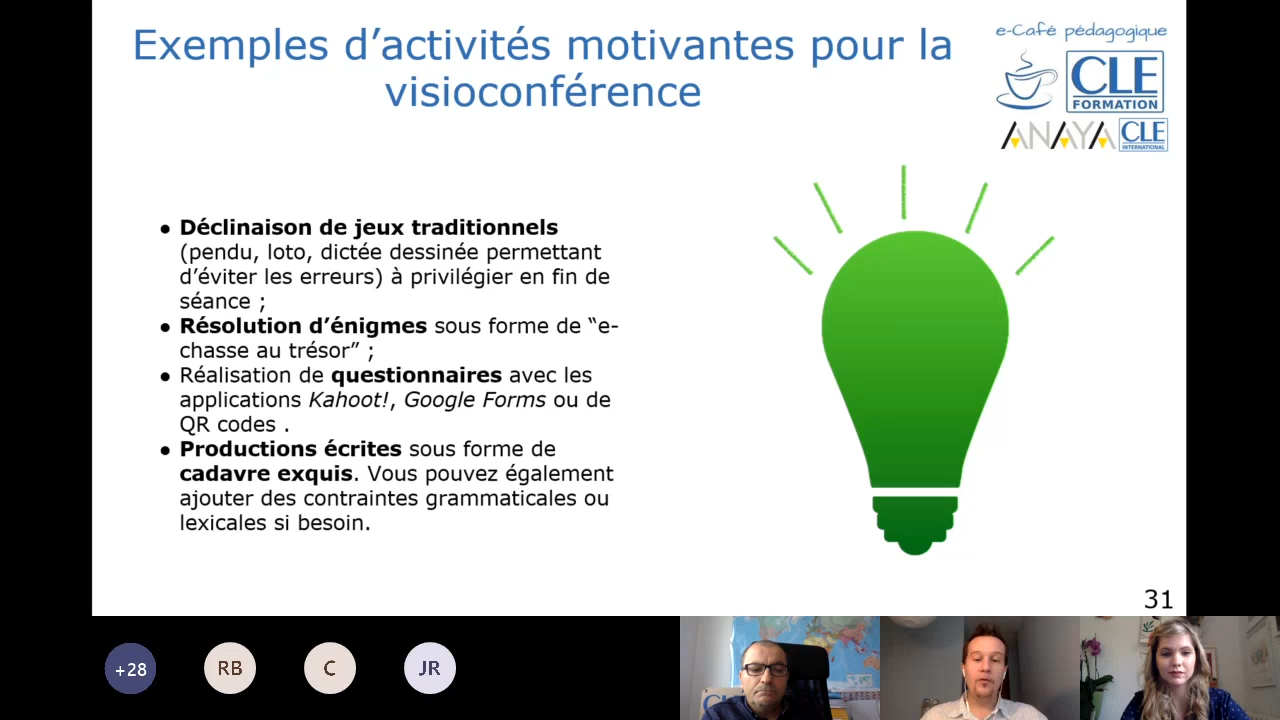 Exemples d’activités motivantes pour la
visioconférence
e-Café pédagogique
CLE
FORMATION
ANAYA CLE
INTERNATIONAL
● Déclinaison de jeux traditionnels
(pendu, loto, dictée dessinée permettant
d’éviter les erreurs) à privilégier en fin de
séance ;
● Résolution d’énigmes sous forme de “e-
chasse au trésor” ;
● Réalisation de questionnaires avec les
applications Kahoot!, Google Forms ou de
QR codes .
● Productions écrites sous forme de
cadavre exquis. Vous pouvez également
ajouter des contraintes grammaticales ou
lexicales si besoin.
31
+28
RB
C
JR
CLE